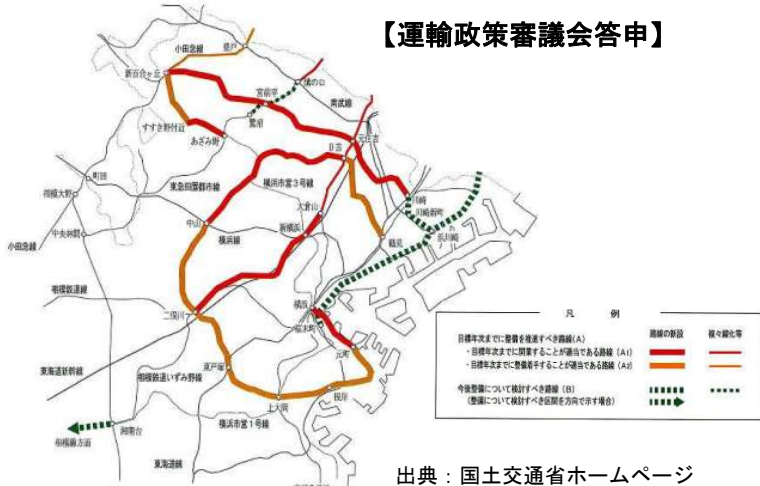 【運輸政策審議会答申】
小田急線
登戸
新百合ヶ丘
溝の口
宮前平
南武線
鷺沼
すすき野付近
あざみ野
元住吉
日吉
町田
東急田園都市線
横浜市営3号線
相模大野
川崎
川崎新町
大倉山
浜川崎
中山
新横浜
鶴見
中央林間
横浜線
小田急線
相模鉄道線
横浜
二俣川
桜木町
元町
東海道新幹線
東戸塚
相模鉄道いずみ野線
根岸
上大岡
湘南台
横浜市営1号線
相模線方面
東海道線
凡 例
目標年次までに整備を推進すべき路線(A)
路線の新設
複々線化等
・目標年次までに開業することが適当である路線(A1)
・目標年次までに整備着手することが適当である路線(A2)
今後整備について検討すべき路線(B)
(整備について検討すべき区間を方向で示す場合)
出典:国土交通省ホームページ